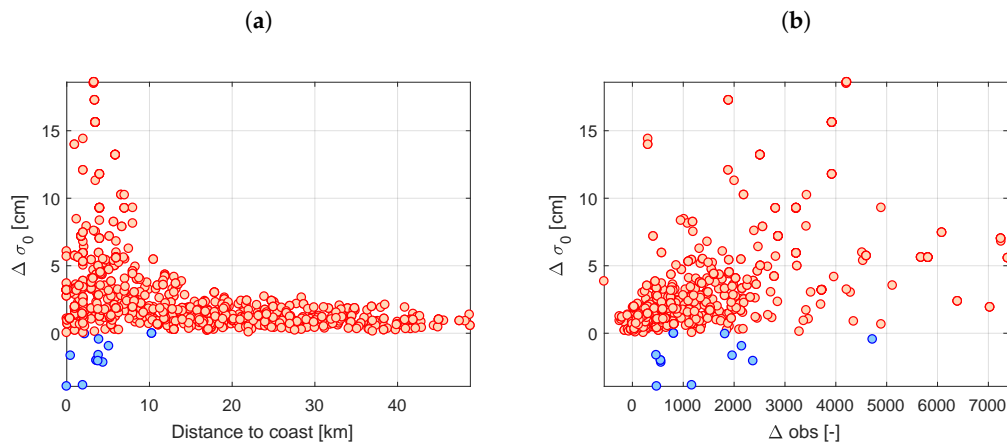 (a)
(b)
Δ σ0 [cm]
15
10
5
0
0 10 20 30 40
Distance to coast [km]
Δ σ0 [cm]
15
10
5
0
0 1000 2000 3000 4000 5000 6000 7000
Δ obs [-]